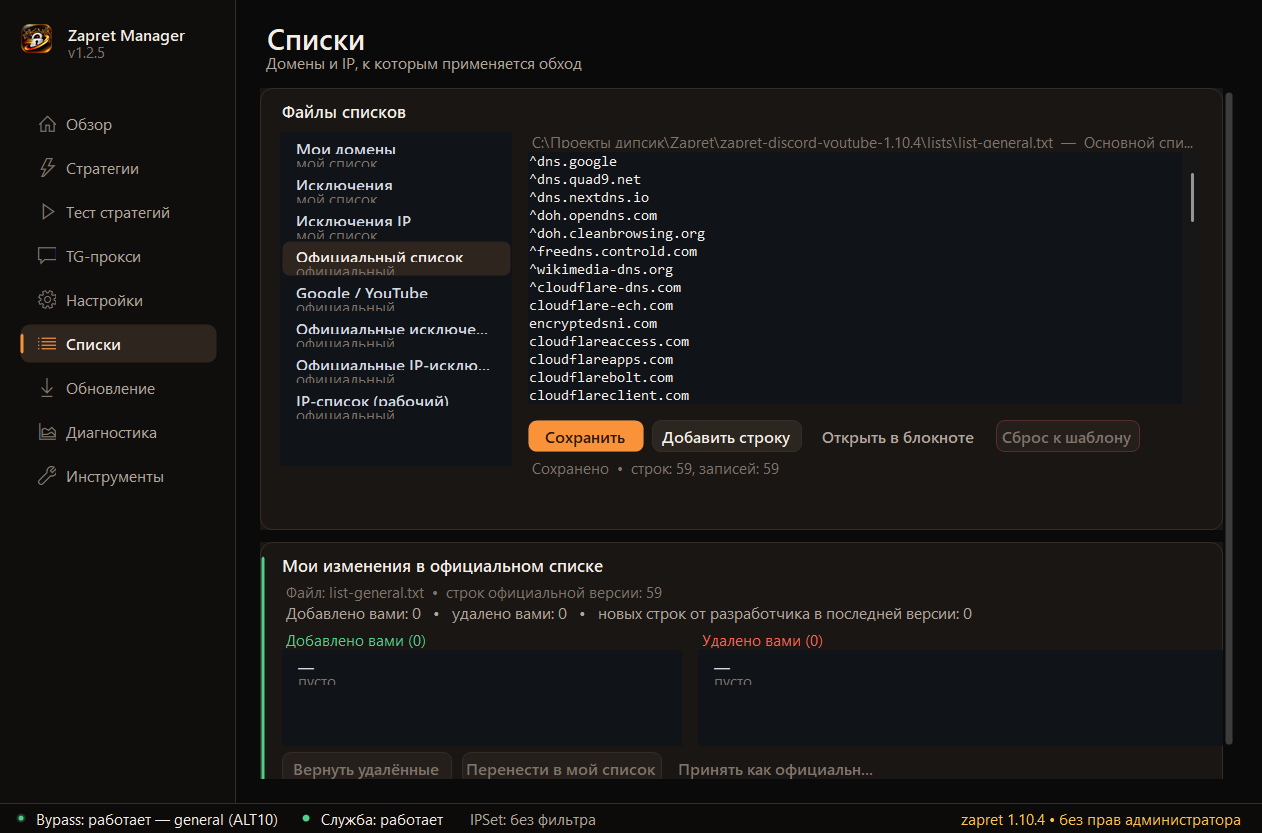 Zapret Manager
v1.2.5
Обзор
Стратегии
Тест стратегий
TG-прокси
Настройки
Списки
Обновление
Диагностика
Инструменты
Списки
Домены и IP, к которым применяется обход
Файлы списков
Мои домены
мой список
Исключения
мой список
Исключения IP
мой список
Официальный список
официальный
Google / YouTube
официальный
Официальные исключе...
официальный
Официальные IP-исклю...
официальный
IP-список (рабочий)
официальный
C:\Проекты дипсик\Zapret\zapret-discord-youtube-1.10.4\lists\list-general.txt — Основной спи...
^dns.google
^dns.quad9.net
^dns.nextdns.io
^doh.opendns.com
^doh.cleanbrowsing.org
^freedns.controld.com
^wikimedia-dns.org
^cloudflare-dns.com
cloudflare-ech.com
encryptedsni.com
cloudflareaccess.com
cloudflareapps.com
cloudflarebolt.com
cloudflareclient.com
Сохранить
Добавить строку
Открыть в блокноте
Сброс к шаблону
Сохранено • строк: 59, записей: 59
Мои изменения в официальном списке
Файл: list-general.txt • строк официальной версии: 59
Добавлено вами: 0 • удалено вами: 0 • новых строк от разработчика в последней версии: 0
Добавлено вами (0)
Удалено вами (0)
—
пусто
—
пусто
Вернуть удалённые
Перенести в мой список
Принять как официальн...
Bypass: работает — general (ALT10)
Служба: работает
IPSet: без фильтра
zapret 1.10.4 • без прав администратора